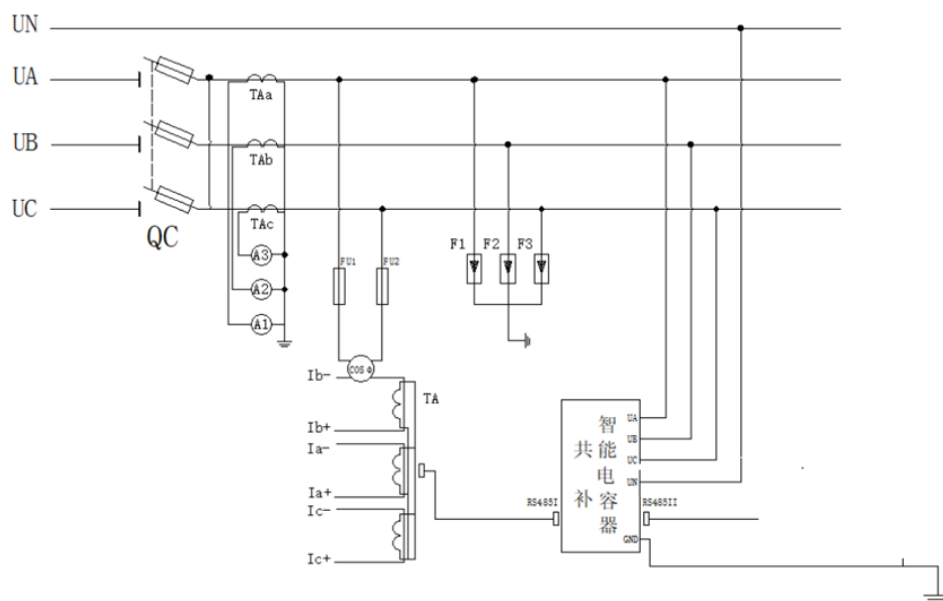 UN
UA
TAa
UB
TAb
UC
TAc
QC
A3
F1
F2
F3
FU1
FU2
A2
A1
COSΦ
Ib-
TA
Ib+
Ia-
Ia+
Ic-
Ic+
智能电容器
共补
UA
UB
UC
UN
RS485I
RS485II
GND